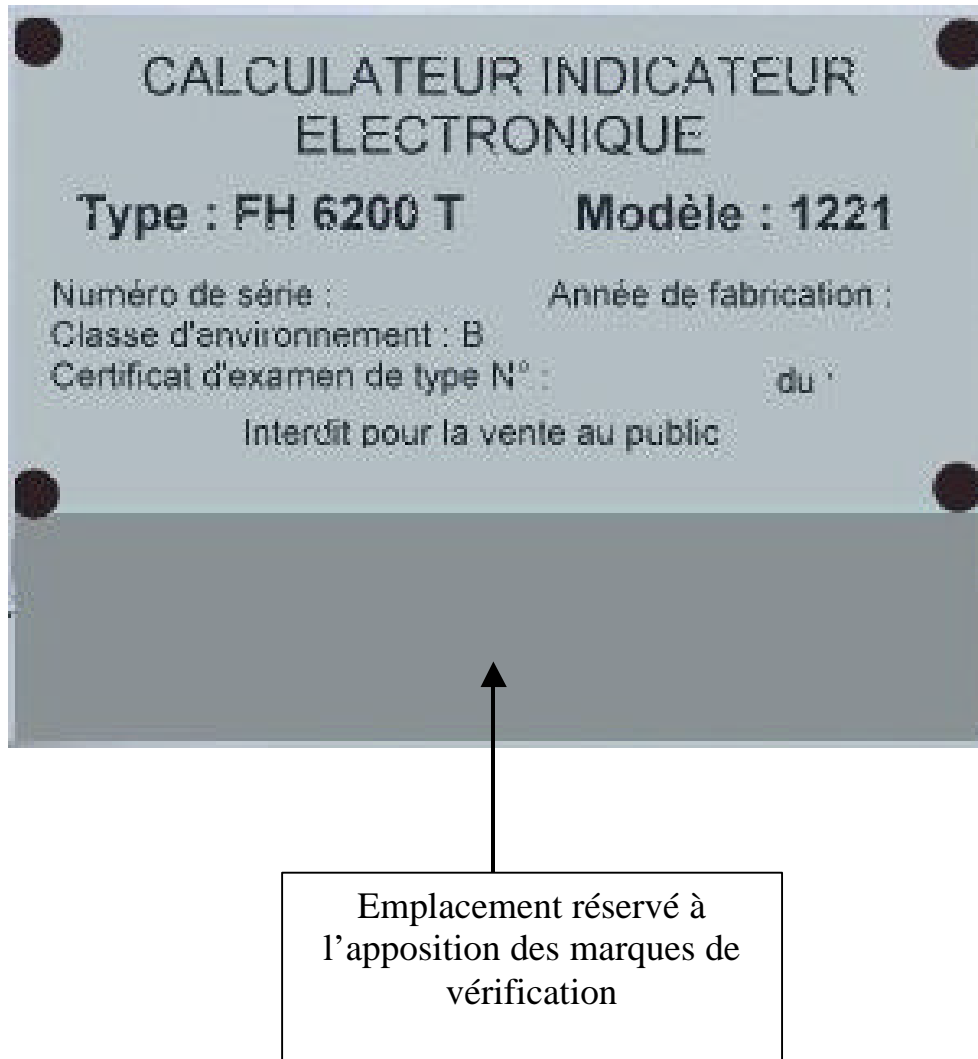 CALCULATEUR INDICATEUR
ELECTRONIQUE
Type : FH 6200 T Modèle : 1221
Numéro de série : Année de fabrication :
Classe d'environnement : B
Certificat d'examen de type N° : du
Interdit pour la vente au public
Emplacement réservé à
l’apposition des marques de
vérification